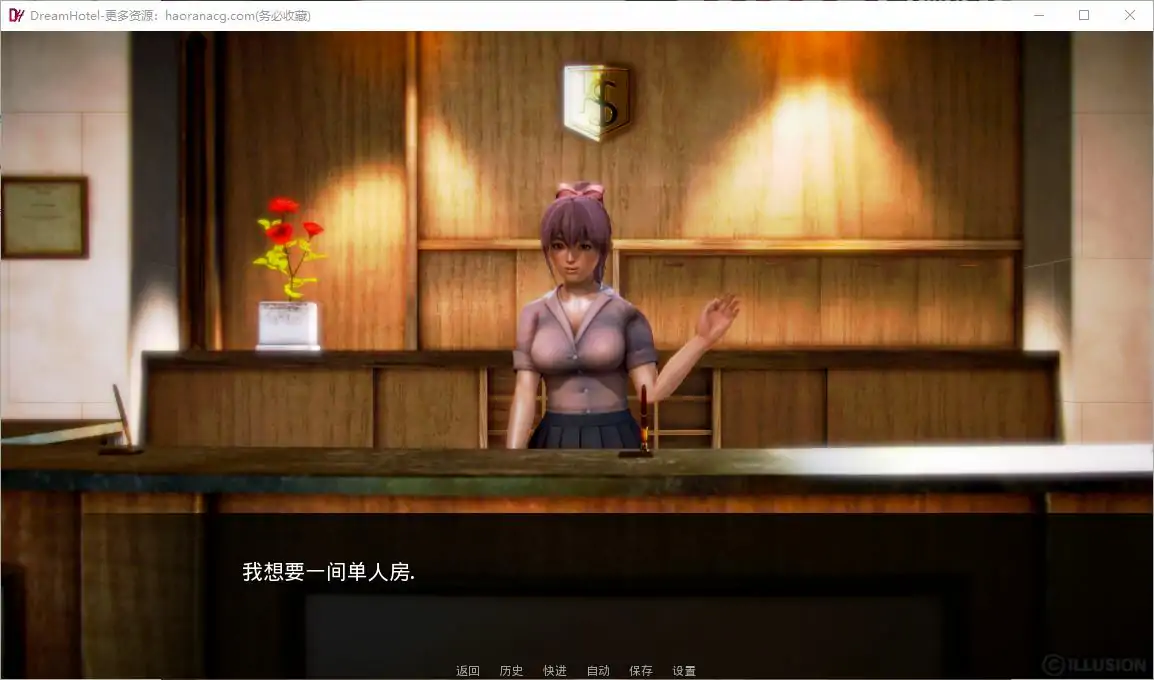 DreamHotel-更多资源：haoranacg.com(务必收藏)
S
我想要一间单人房.
返回 历史 快进 自动 保存 设置
©ILLUSION